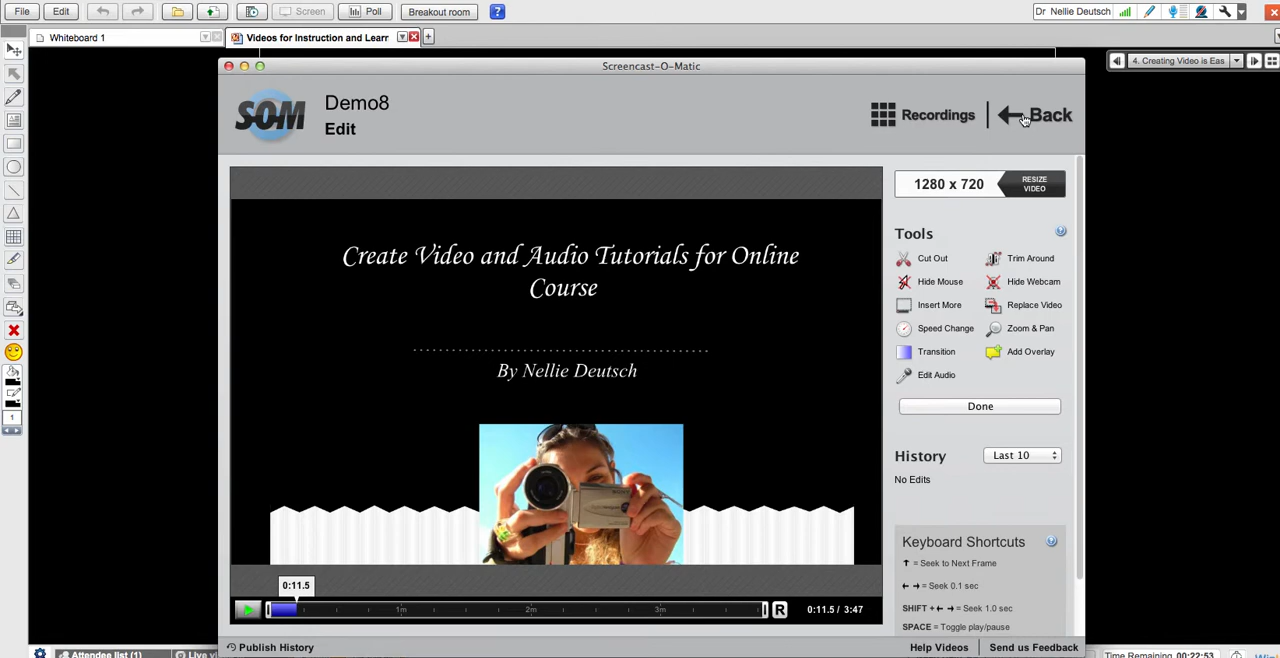 File Edit Screen Poll Breakout room ? Dr Nellie Deutsch
Whiteboard 1 Videos for Instruction and Learr +
Screencast-O-Matic
4. Creating Video is Eas
SOM
Demo8
Edit
Recordings
Back
1280 x 720
RESIZE
VIDEO
Create Video and Audio Tutorials for Online
Course
By Nellie Deutsch
Tools
Cut Out
Trim Around
Hide Mouse
Hide Webcam
Insert More
Replace Video
Speed Change
Zoom & Pan
Transition
Add Overlay
Edit Audio
Done
History
Last 10
No Edits
Keyboard Shortcuts
= Seek to Next Frame
= Seek 0.1 sec
SHIFT + = Seek 1.0 sec
SPACE = Toggle play/pause
1
0:11.5
1m 2m 3m
R
0:11.5 / 3:47
Publish History
Help Videos
Send us Feedback
Attendee list (1)
Live v
Time Remaining 00:22:53